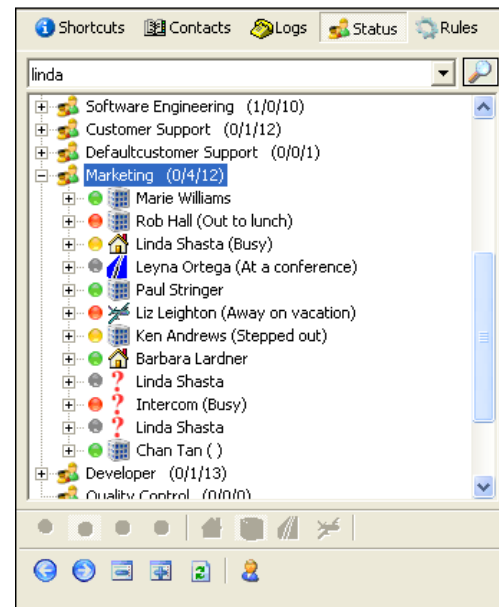 Shortcuts Contacts Logs Status Rules
linda
Software Engineering (1/0/10)
Customer Support (0/1/12)
Defaultcustomer Support (0/0/1)
Marketing (0/4/12)
Marie Williams
Rob Hall (Out to lunch)
Linda Shasta (Busy)
Leyna Ortega (At a conference)
Paul Stringer
Liz Leighton (Away on vacation)
Ken Andrews (Stepped out)
Barbara Lardner
? Linda Shasta
? Intercom (Busy)
? Linda Shasta
Chan Tan ( )
Developer (0/1/13)
Quality Control (0/0/0)